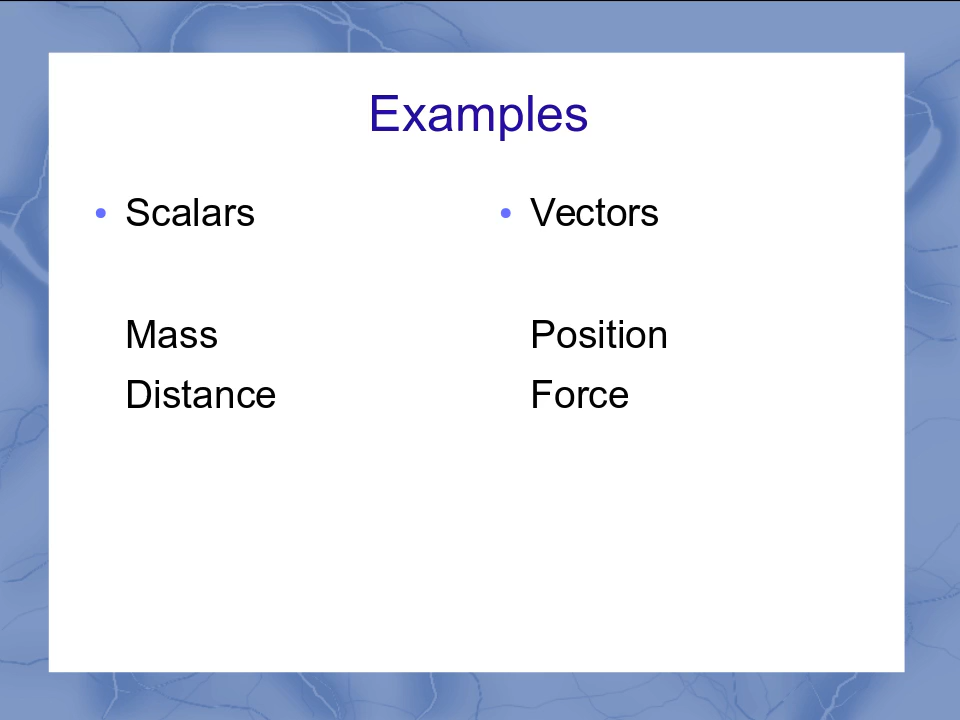 Examples
• Scalars
Mass
Distance
• Vectors
Position
Force